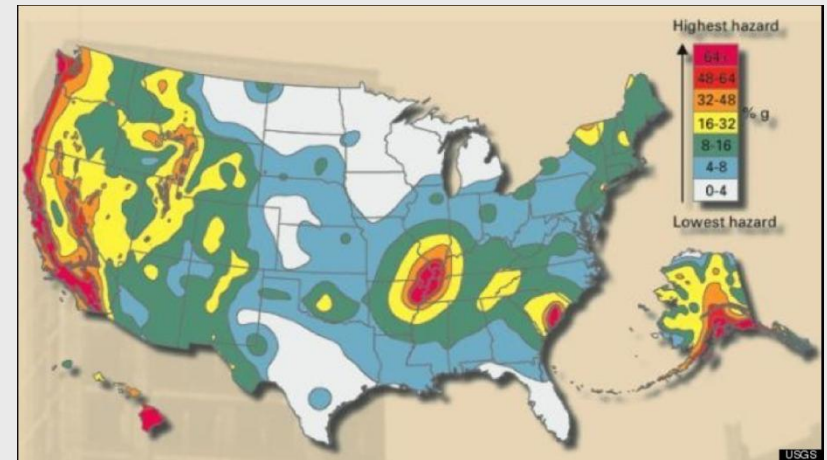 Highest hazard
64+
48-64
32-48
% g
16-32
8-16
4-8
0-4
Lowest hazard
USGS